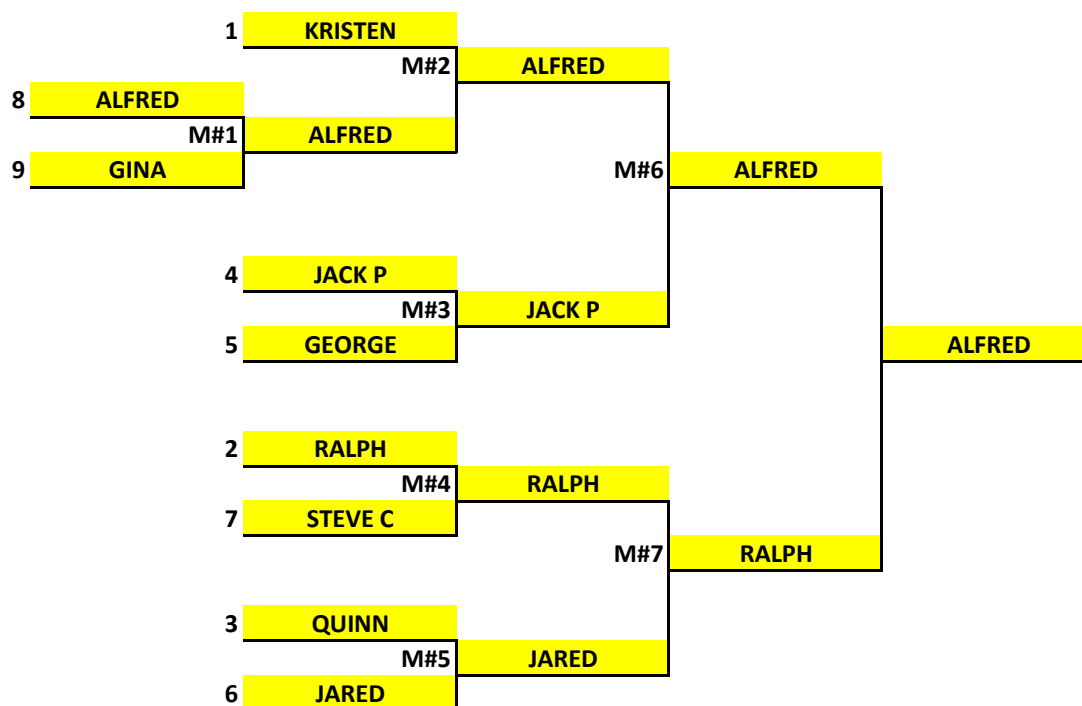 1 KRISTEN
M#2 ALFRED
8 ALFRED
M#1 ALFRED
9 GINA
M#6 ALFRED
4 JACK P
M#3 JACK P
5 GEORGE
ALFRED
2 RALPH
M#4 RALPH
7 STEVE C
M#7 RALPH
3 QUINN
M#5 JARED
6 JARED